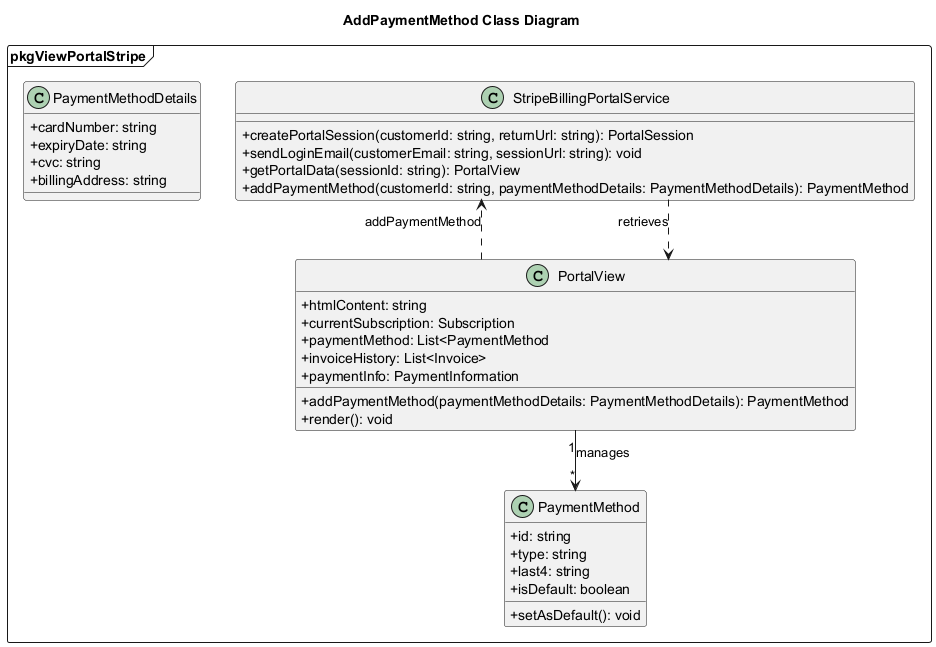 AddPaymentMethod Class Diagram
pkgViewPortalStripe
C PaymentMethodDetails
+cardNumber: string
+expiryDate: string
+cvc: string
+billingAddress: string
C StripeBillingPortalService
+createPortalSession(customerId: string, returnUrl: string): PortalSession
+sendLoginEmail(customerEmail: string, sessionUrl: string): void
+getPortalData(sessionId: string): PortalView
+addPaymentMethod(customerId: string, paymentMethodDetails: PaymentMethodDetails): PaymentMethod
addPaymentMethod
retrieves
C PortalView
+htmlContent: string
+currentSubscription: Subscription
+paymentMethod: List<PaymentMethod
+invoiceHistory: List<Invoice>
+paymentInfo: PaymentInformation
+addPaymentMethod(paymentMethodDetails: PaymentMethodDetails): PaymentMethod
+render(): void
1
manages
*
C PaymentMethod
+id: string
+type: string
+last4: string
+isDefault: boolean
+setAsDefault(): void